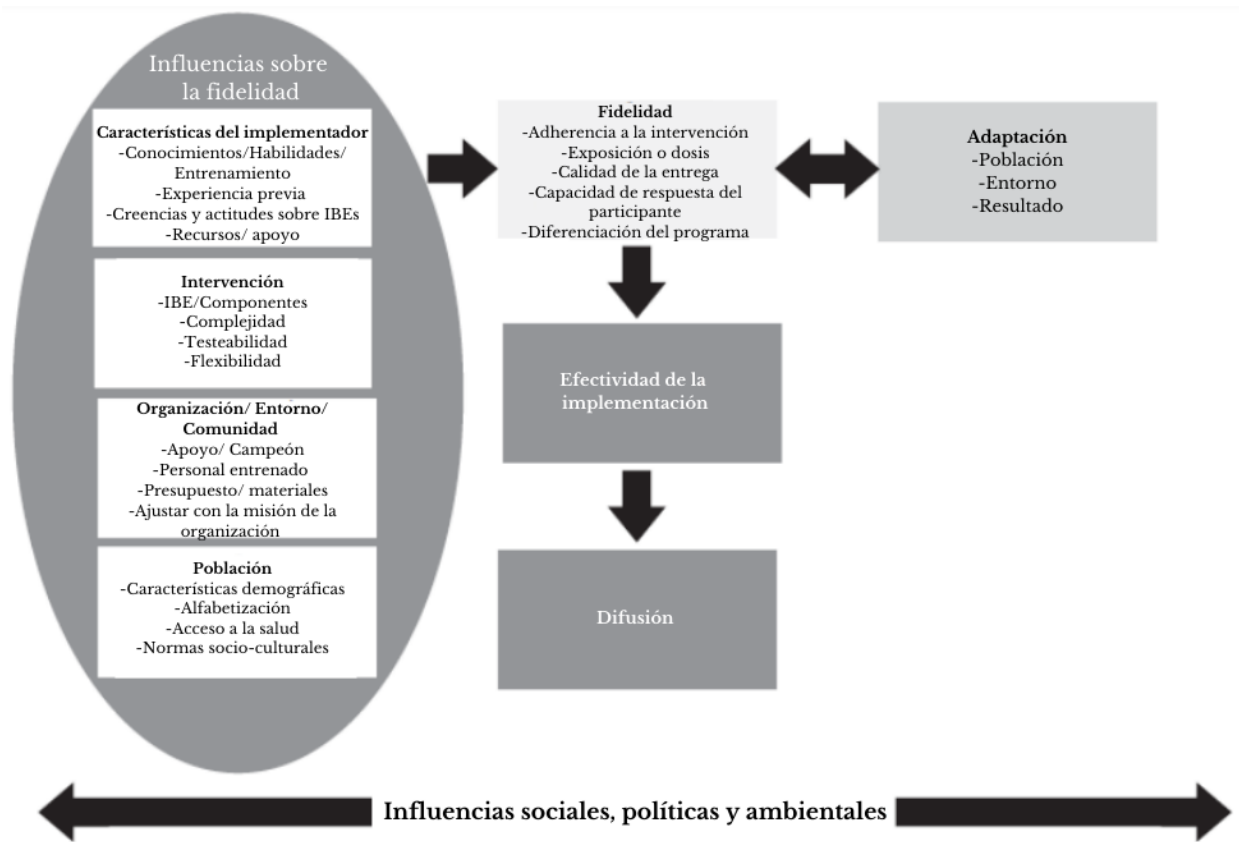 Influencias sobre
la fidelidad
Características del implementador
-Conocimientos/Habilidades/
Entrenamiento
-Experiencia previa
-Creencias y actitudes sobre IBEs
-Recursos/ apoyo
Intervención
-IBE/Componentes
-Complejidad
-Testeabilidad
-Flexibilidad
Organización/ Entorno/
Comunidad
-Apoyo/ Campeón
-Personal entrenado
-Presupuesto/ materiales
-Ajustar con la misión de la
organización
Población
-Características demográficas
-Alfabetización
-Acceso a la salud
-Normas socio-culturales
Fidelidad
-Adherencia a la intervención
-Exposición o dosis
-Calidad de la entrega
-Capacidad de respuesta del
participante
-Diferenciación del programa
Adaptación
-Población
-Entorno
-Resultado
Efectividad de la
implementación
Difusión
Influencias sociales, políticas y ambientales